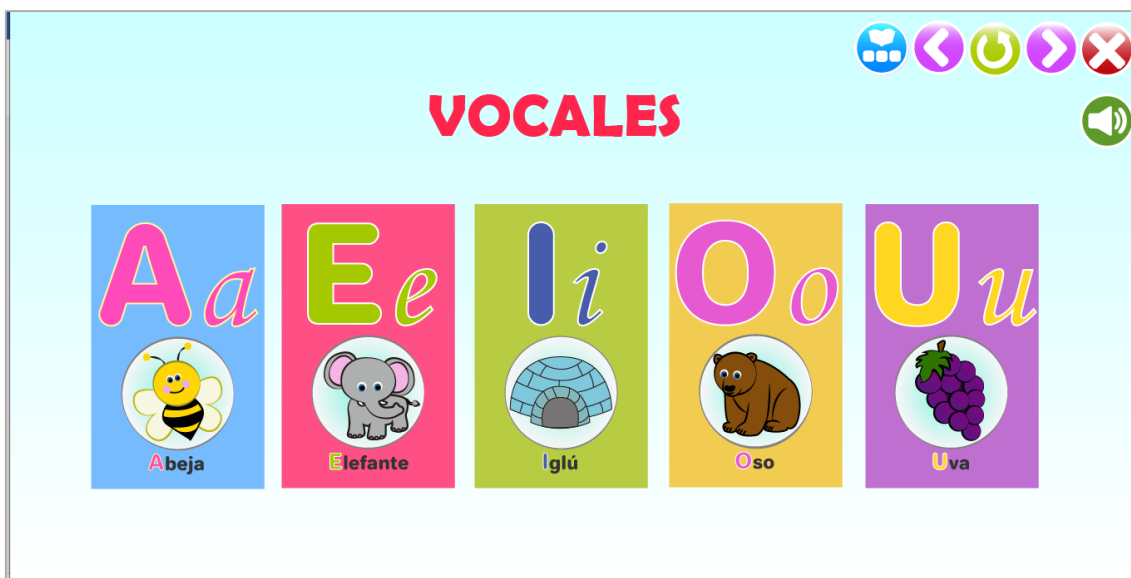 VOCALES
A a
E e
I i
O o
U u
Abeja
Elefante
Iglú
Oso
Uva